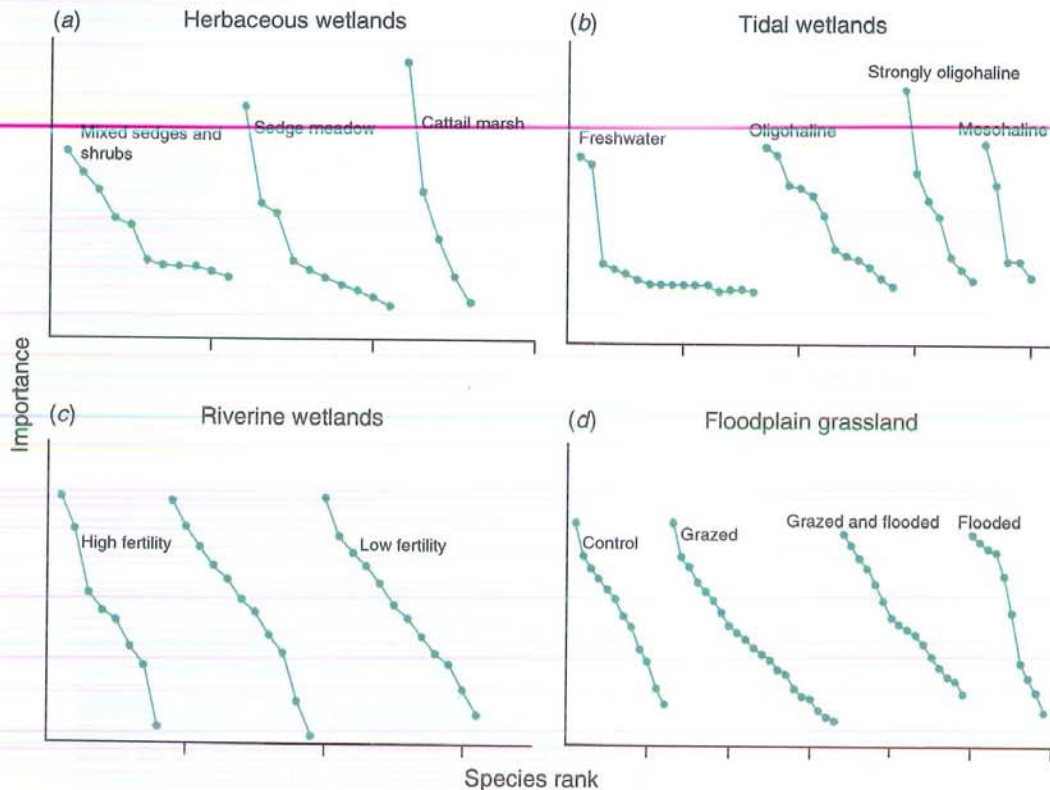 (a) Herbaceous wetlands
Mixed sedges and
shrubs
Sedge meadow
Cattail marsh
(b) Tidal wetlands
Freshwater
Oligohaline
Strongly oligohaline
Mesohaline
Importance
(c) Riverine wetlands
High fertility
Low fertility
(d) Floodplain grassland
Control
Grazed
Grazed and flooded
Flooded
Species rank